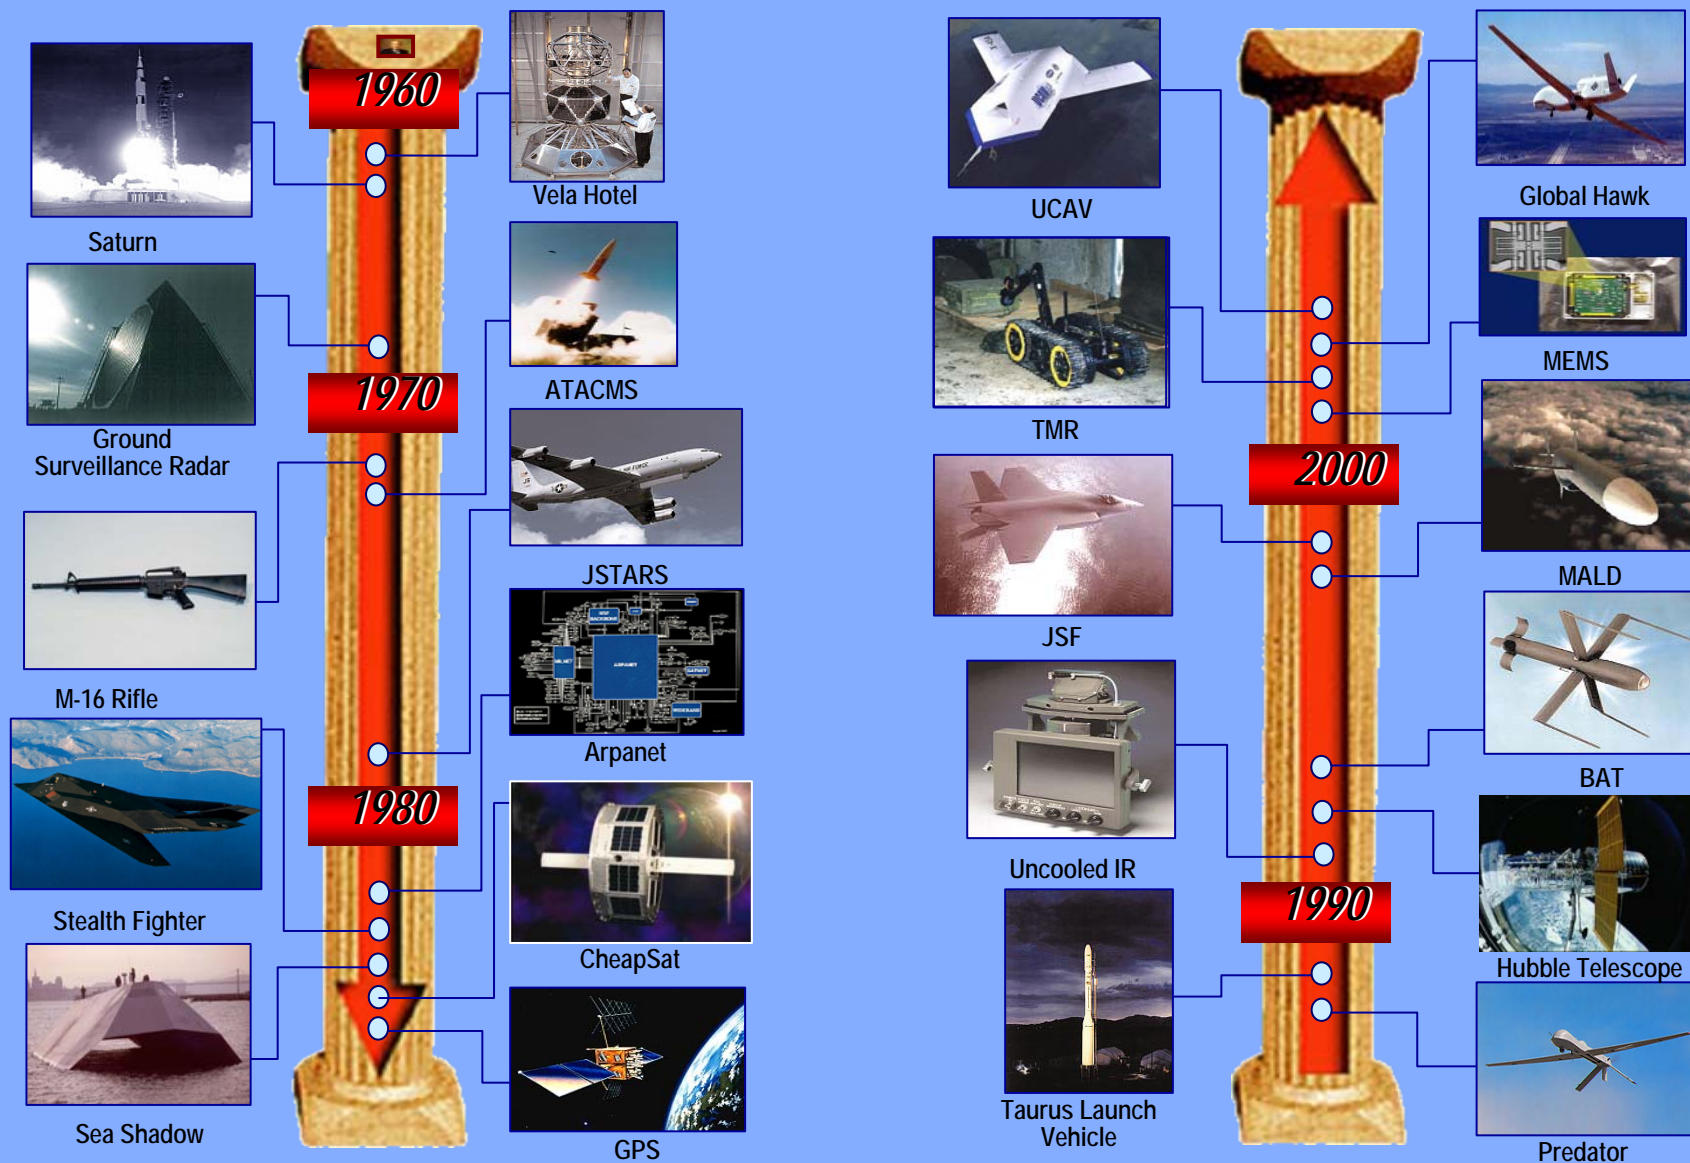 1960
Vela Hotel
Saturn
ATACMS
1970
Ground
Surveillance Radar
JSTARS
M-16 Rifle
ARPANET
Arpanet
1980
Stealth Fighter
CheapSat
Sea Shadow
GPS
UCAV
Global Hawk
MEMS
TMR
2000
MALD
JSF
BAT
Uncooled IR
1990
Hubble Telescope
Taurus Launch
Vehicle
Predator